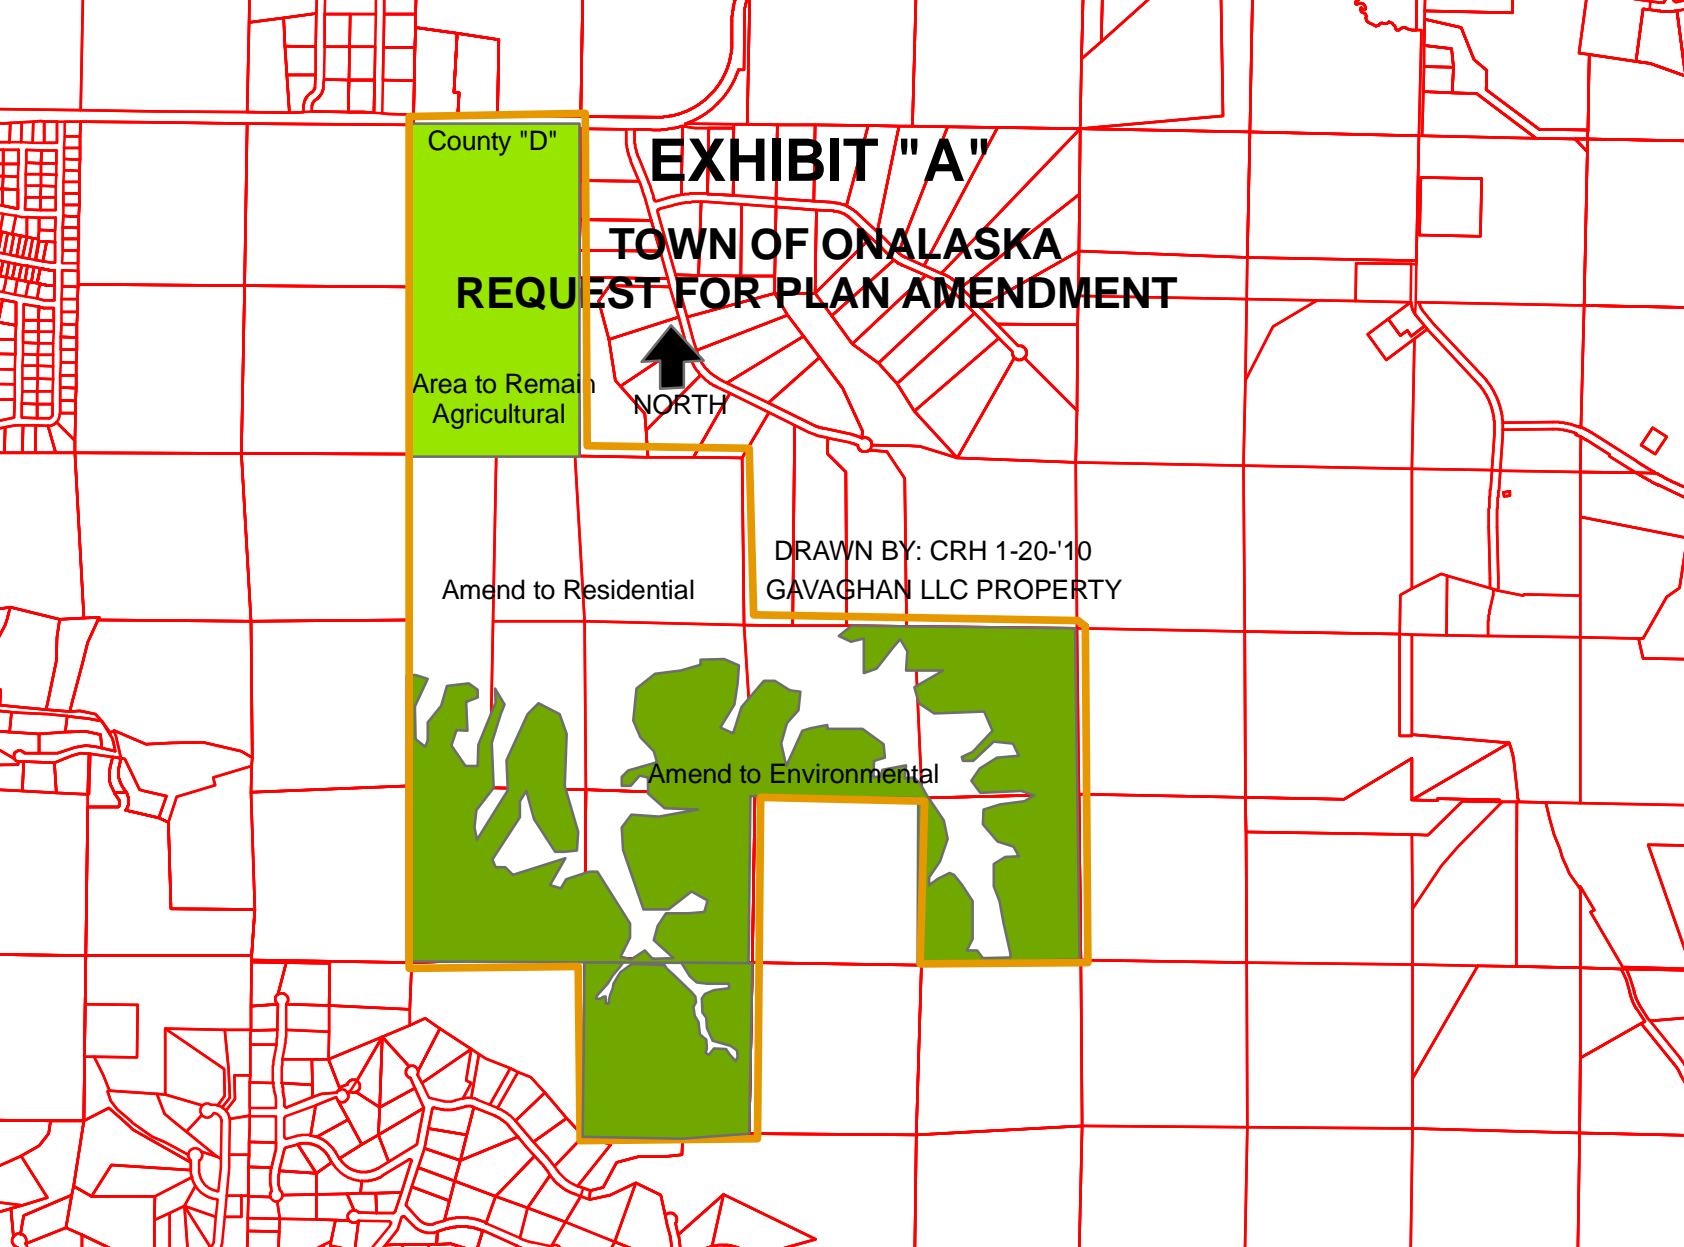 County "D"
EXHIBIT "A"
TOWN OF ONALASKA
REQUEST FOR PLAN AMENDMENT
Area to Remain
Agricultural
NORTH
DRAWN BY: CRH 1-20-'10
GAVAGHAN LLC PROPERTY
Amend to Residential
Amend to Environmental